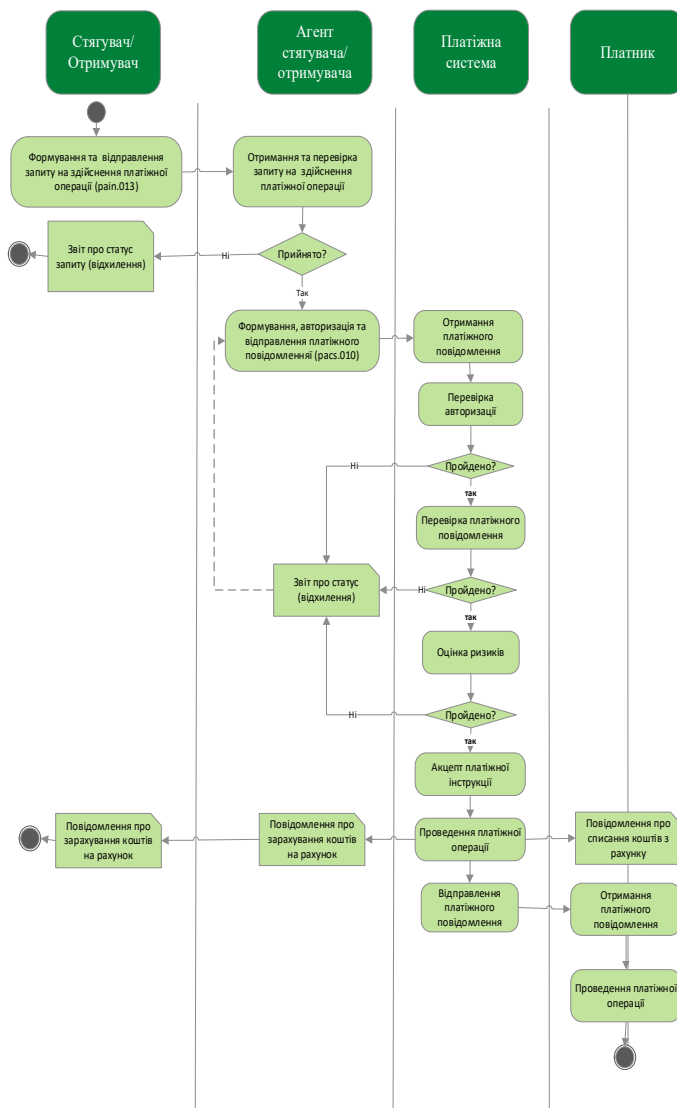 Стягувач/
Отримувач
Агент
стягувача/
отримувача
Платіжна
система
Платник
Формування та відправлення
запиту на здійснення платіжної
операції (pain.013)
Отримання та перевірка
запиту на здійснення
платіжної операції
Звіт про статус
запиту (відхилення)
Ні
Прийнято?
Так
Формування, авторизація та
відправлення платіжного
повідомленняї (pacs.010)
Отримання
платіжного
повідомлення
Перевірка
авторизації
Ні
Пройдено?
так
Перевірка платіжного
повідомлення
Звіт про статус
(відхилення)
Ні
Пройдено?
так
Оцінка ризиків
Ні
Пройдено?
так
Акцепт платіжної
інструкції
Повідомлення про
зарахування коштів
на рахунок
Повідомлення про
зарахування коштів
на рахунок
Проведення платіжної
операції
Повідомлення про
списання коштів з
рахунку
Відправлення
платіжного
повідомлення
Отримання
платіжного
повідомлення
Проведення платіжної
операції